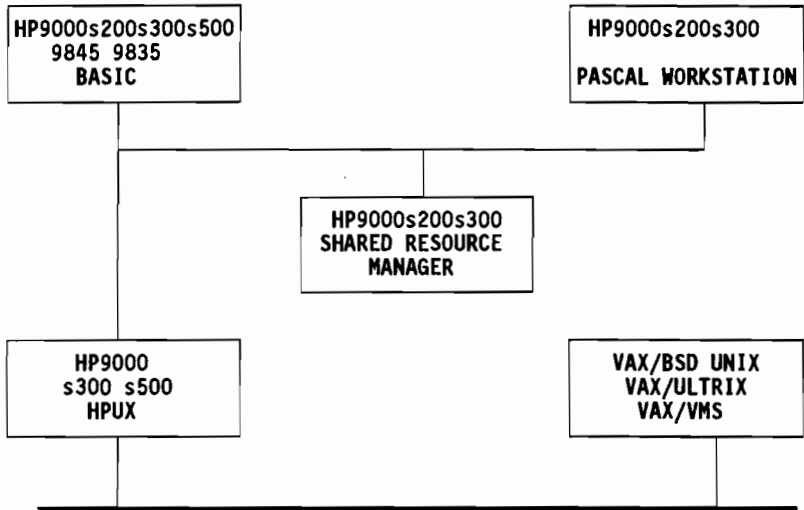 HP9000s200s300s500
9845 9835
BASIC
HP9000s200s300
PASCAL WORKSTATION
HP9000s200s300
SHARED RESOURCE
MANAGER
HP9000
s300 s500
HPUX
VAX/BSD UNIX
VAX/ULTRIX
VAX/VMS